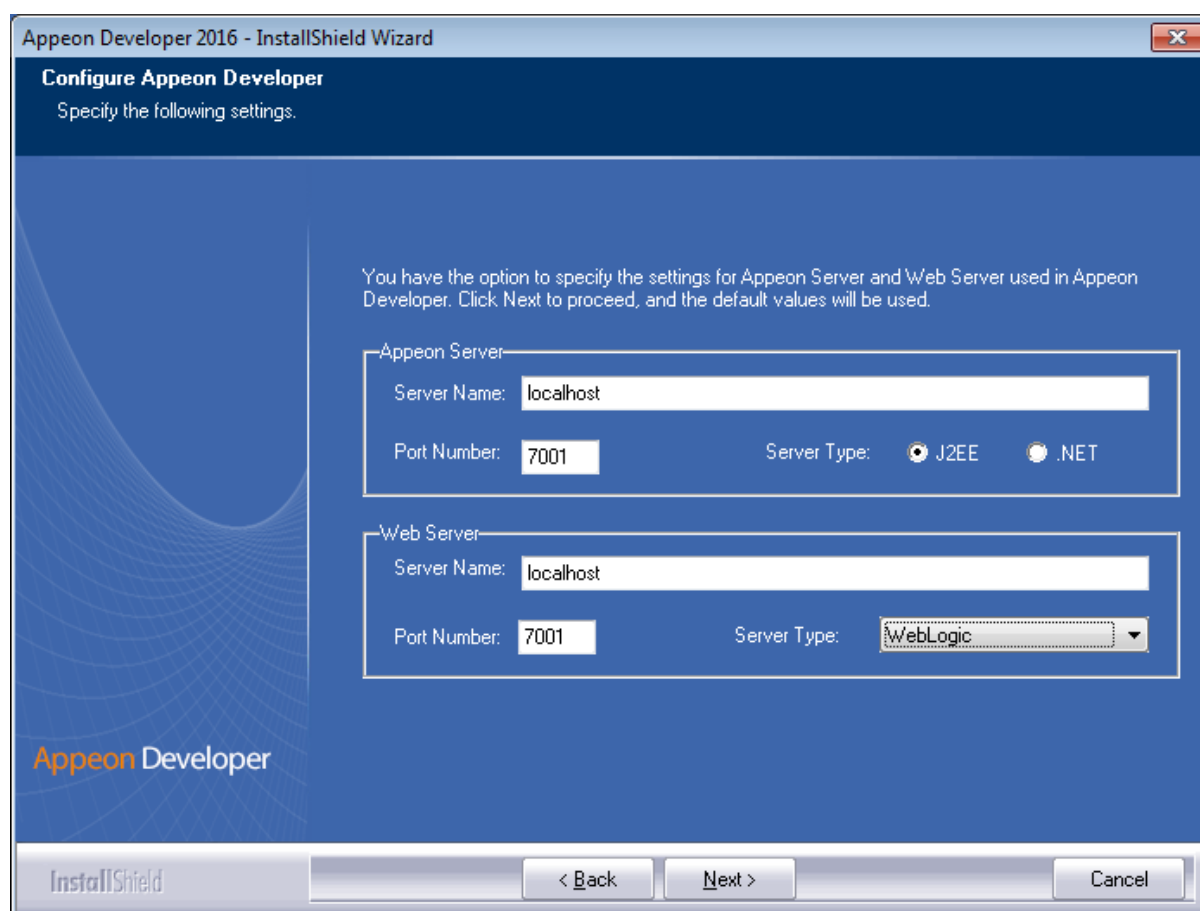 Appeon Developer 2016 - InstallShield Wizard
Configure Appeon Developer
Specify the following settings.
You have the option to specify the settings for Appeon Server and Web Server used in Appeon
Developer. Click Next to proceed, and the default values will be used.
Appeon Server
Server Name: localhost
Port Number: 7001 Server Type: J2EE .NET
Web Server
Server Name: localhost
Port Number: 7001 Server Type: WebLogic
Appeon Developer
InstallShield < Back Next > Cancel